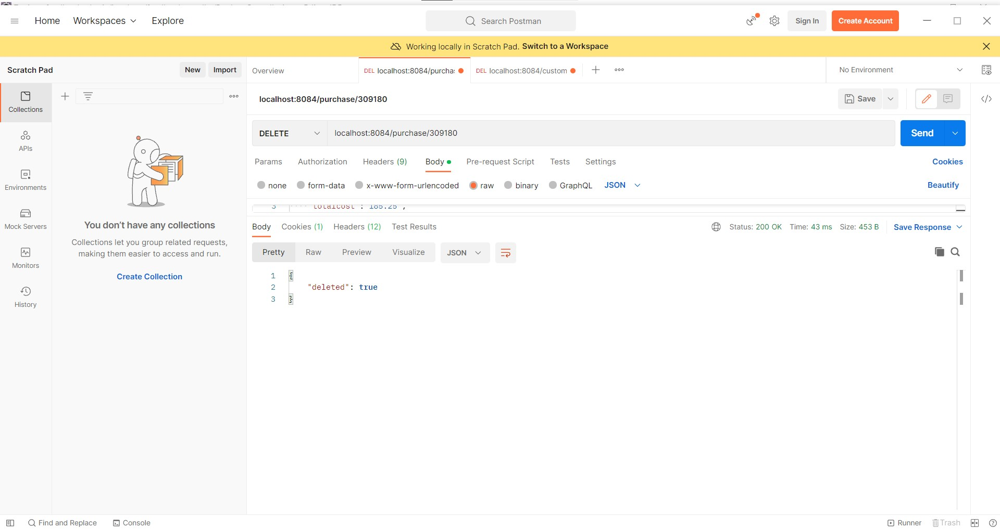 Home Workspaces Explore
Search Postman
Sign In Create Account
Working locally in Scratch Pad. Switch to a Workspace
Scratch Pad New Import
Overview DEL localhost:8084/purcha: DEL localhost:8084/custom No Environment
Collections
APIs
Environments
Mock Servers
Monitors
History
You don't have any collections
Collections let you group related requests,
making them easier to access and run.
Create Collection
localhost:8084/purchase/309180 Save </>
DELETE localhost:8084/purchase/309180 Send
Params Authorization Headers (9) Body Pre-request Script Tests Settings Cookies
none form-data x-www-form-urlencoded raw binary GraphQL JSON Beautify
3 totalcost : 185.25 ,
Body Cookies (1) Headers (12) Test Results Status: 200 OK Time: 43 ms Size: 453 B Save Response
Pretty Raw Preview Visualize JSON
1 {
2 "deleted": true
3 }
Find and Replace Console Runner Trash